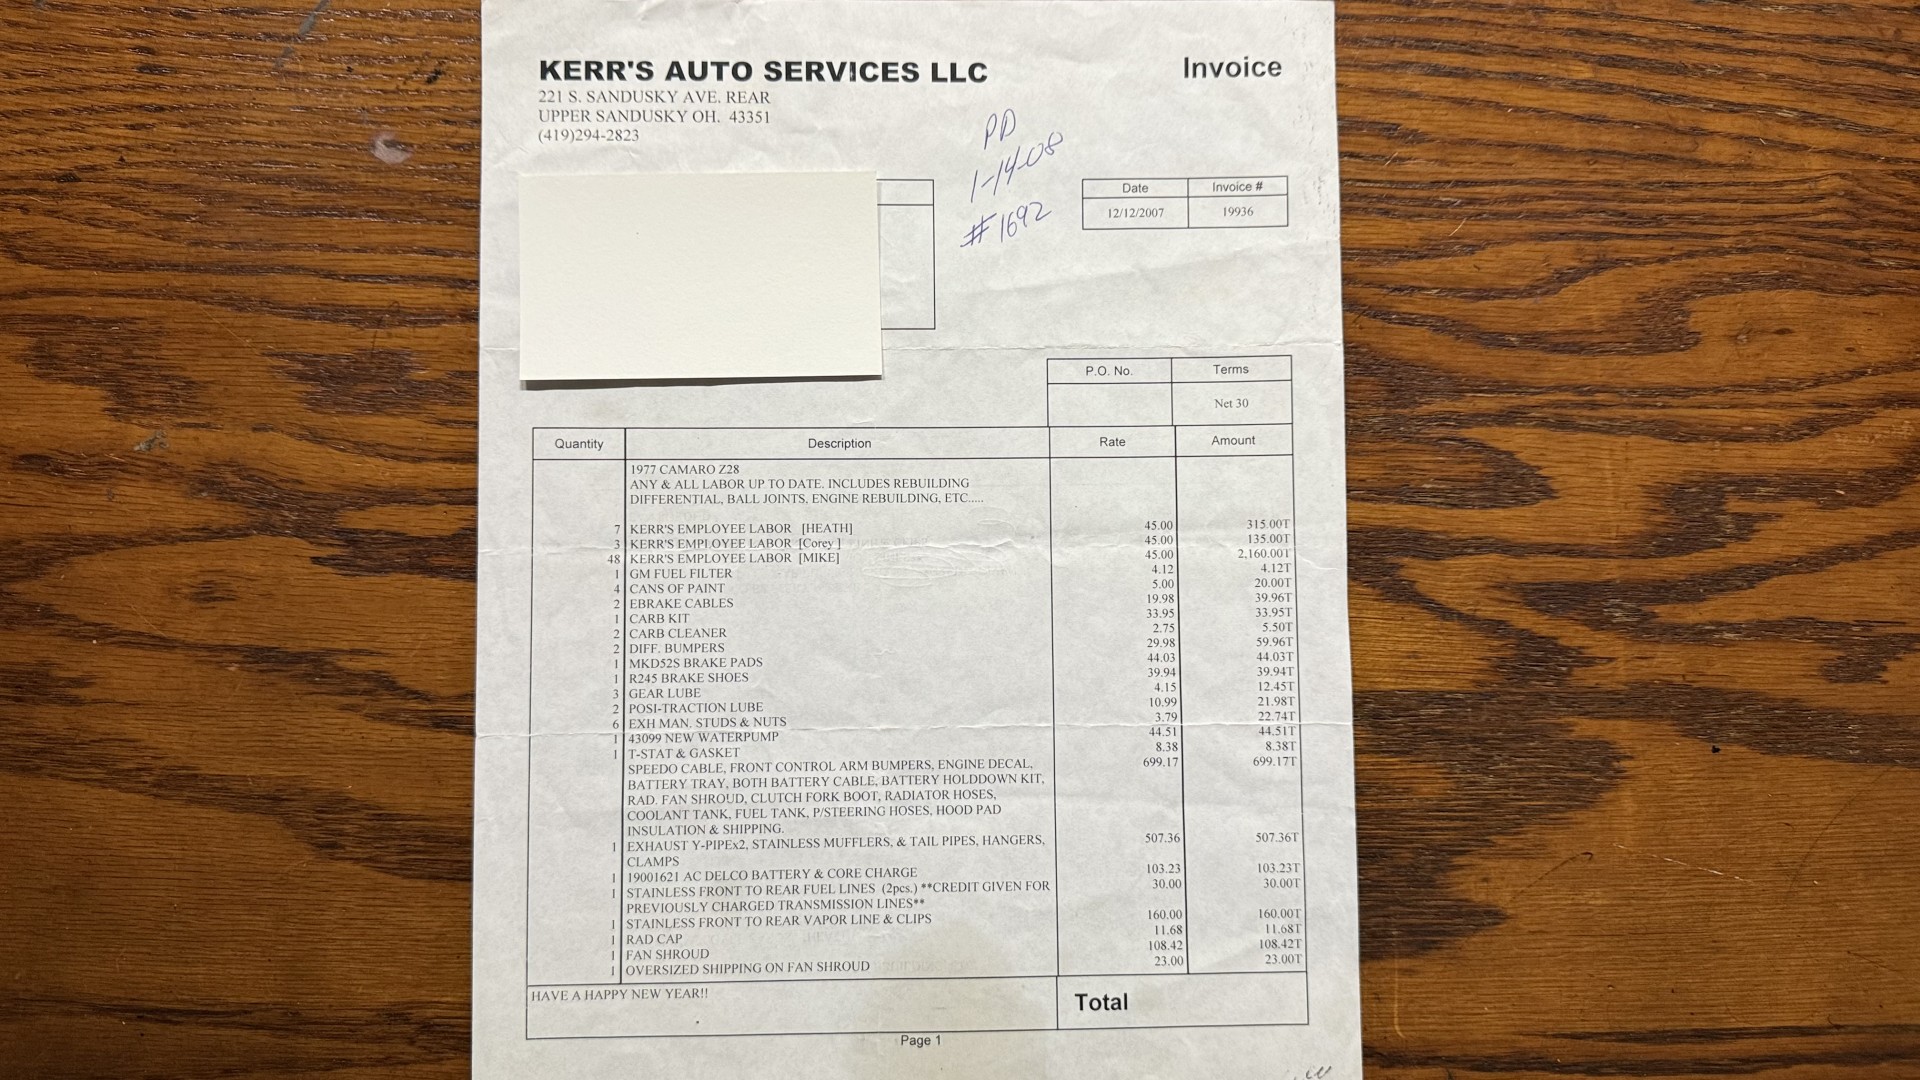 KERR'S AUTO SERVICES LLC
Invoice
221 S. SANDUSKY AVE. REAR
UPPER SANDUSKY OH. 43351
(419)294-2823
PD
1-14-08
#1692
Date Invoice #
12/12/2007 19936
P.O. No. Terms
Net 30
Quantity Description Rate Amount
1977 CAMARO Z28
ANY & ALL LABOR UP TO DATE. INCLUDES REBUILDING
DIFFERENTIAL, BALL JOINTS, ENGINE REBUILDING, ETC.....
7 KERR'S EMPLOYEE LABOR [HEATH] 45.00 315.00T
3 KERR'S EMPLOYEE LABOR [Corey ] 45.00 135.00T
48 KERR'S EMPLOYEE LABOR [MIKE] 45.00 2,160.00T
1 GM FUEL FILTER 4.12 4.12T
4 CANS OF PAINT 5.00 20.00T
2 EBRAKE CABLES 19.98 39.96T
1 CARB KIT 33.95 33.95T
2 CARB CLEANER 2.75 5.50T
2 DIFF. BUMPERS 29.98 59.96T
1 MKD52S BRAKE PADS 44.03 44.03T
1 R245 BRAKE SHOES 39.94 39.94T
3 GEAR LUBE 4.15 12.45T
2 POSI-TRACTION LUBE 10.99 21.98T
6 EXH MAN. STUDS & NUTS 3.79 22.74T
1 43099 NEW WATERPUMP 44.51 44.51T
1 T-STAT & GASKET 8.38 8.38T
SPEEDO CABLE, FRONT CONTROL ARM BUMPERS, ENGINE DECAL, 699.17 699.17T
BATTERY TRAY, BOTH BATTERY CABLE, BATTERY HOLDDOWN KIT,
RAD. FAN SHROUD, CLUTCH FORK BOOT, RADIATOR HOSES,
COOLANT TANK, FUEL TANK, P/STEERING HOSES, HOOD PAD
INSULATION & SHIPPING.
1 EXHAUST Y-PIPEx2, STAINLESS MUFFLERS, & TAIL PIPES, HANGERS, 507.36 507.36T
CLAMPS
1 19001621 AC DELCO BATTERY & CORE CHARGE 103.23 103.23T
1 STAINLESS FRONT TO REAR FUEL LINES (2pcs.) **CREDIT GIVEN FOR 30.00 30.00T
PREVIOUSLY CHARGED TRANSMISSION LINES**
1 STAINLESS FRONT TO REAR VAPOR LINE & CLIPS 160.00 160.00T
1 RAD CAP 11.68 11.68T
1 FAN SHROUD 108.42 108.42T
1 OVERSIZED SHIPPING ON FAN SHROUD 23.00 23.00T
HAVE A HAPPY NEW YEAR!!
Total
Page 1